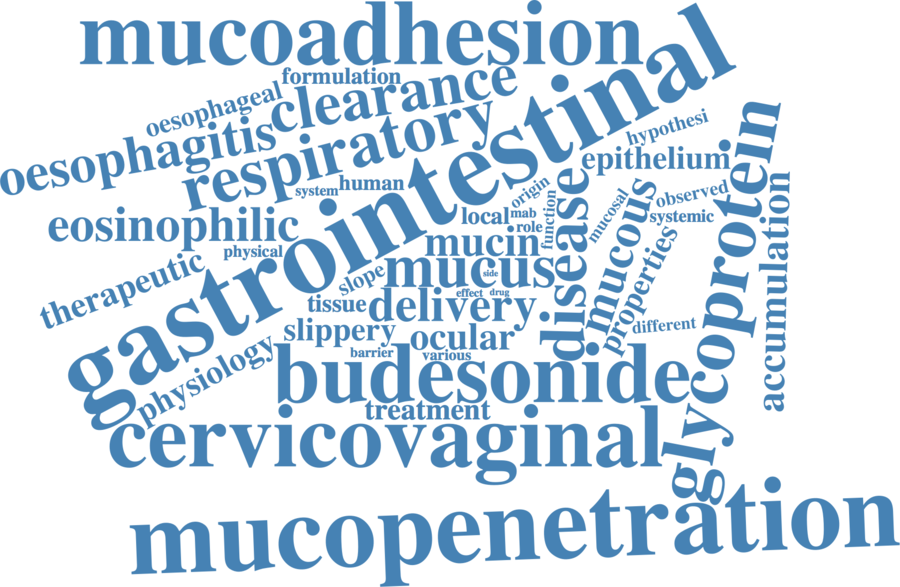 mucoadhesion
formulation
oesophageal
clearance
oesophagitis
respiratory
gastrointestinal
hypothesi
epithelium
system
human
origin
eosinophilic
local
mab
role
function
disease
mucosal
mucous
observed
systemic
glycoprotein
accumulation
physical
mucin
mucus
side
slope
therapeutic
effect
drug
tissue
delivery
properties
different
slippery
ocular
physiology
barrier
various
budesonide
treatment
cervicovaginal
mucopenetration